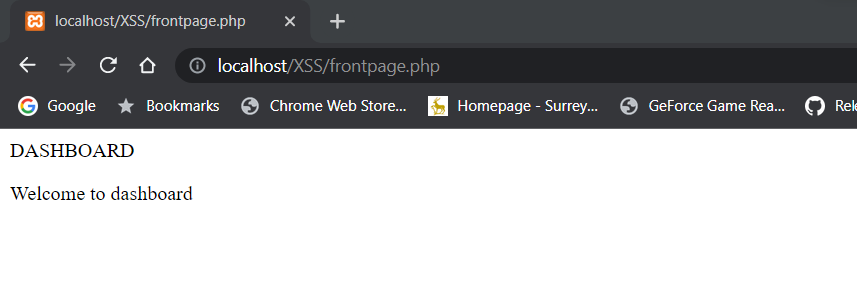 localhost/XSS/frontpage.php
localhost/XSS/frontpage.php
Google Bookmarks Chrome Web Store... Homepage - Surrey... GeForce Game Rea... Rele
DASHBOARD
Welcome to dashboard